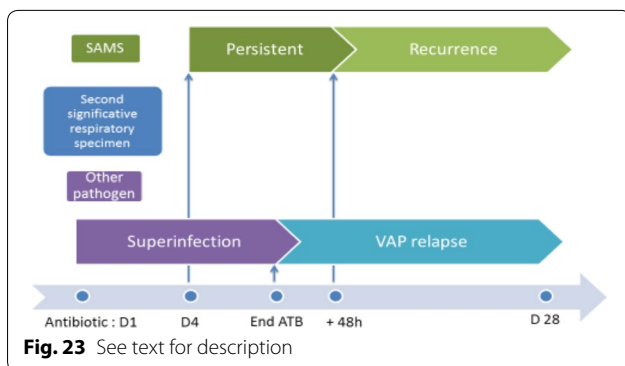 SAMS
Persistent
Recurrence
Second
significative
respiratory
specimen
Other
pathogen
Superinfection
VAP relapse
Antibiotic : D1
D4
End ATB
+ 48h
D 28
Fig. 23 See text for description